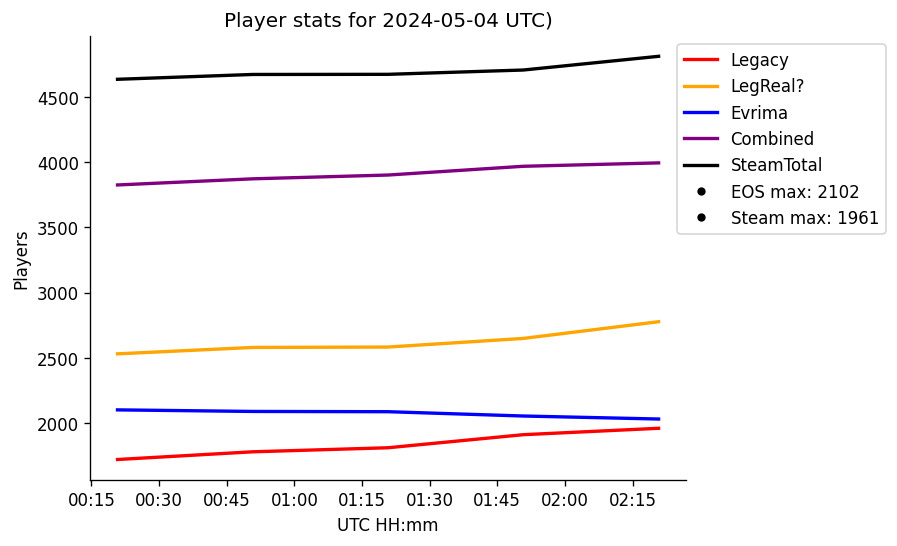 Player stats for 2024-05-04 UTC)
Legacy
LegReal?
Evrima
Combined
SteamTotal
EOS max: 2102
Steam max: 1961
4500
4000
3500
3000
2500
2000
Players
00:15 00:30 00:45 01:00 01:15 01:30 01:45 02:00 02:15
UTC HH:mm